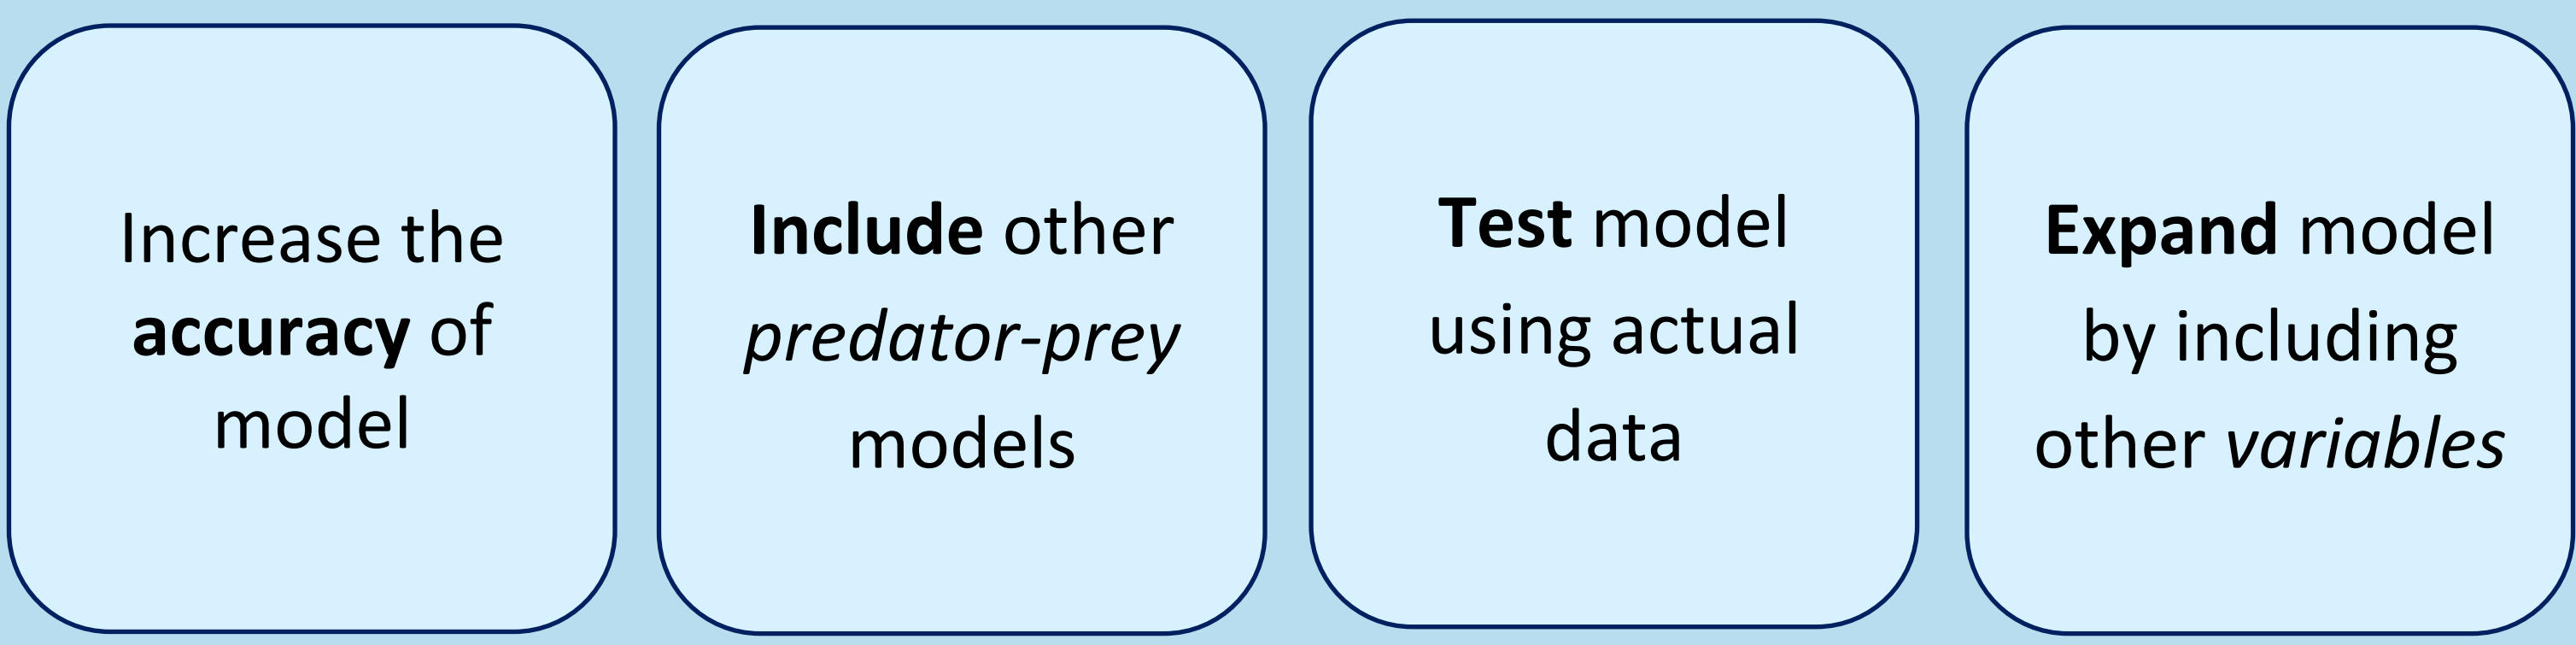 Increase the
accuracy of
model
Include other
predator-prey
models
Test model
using actual
data
Expand model
by including
other variables